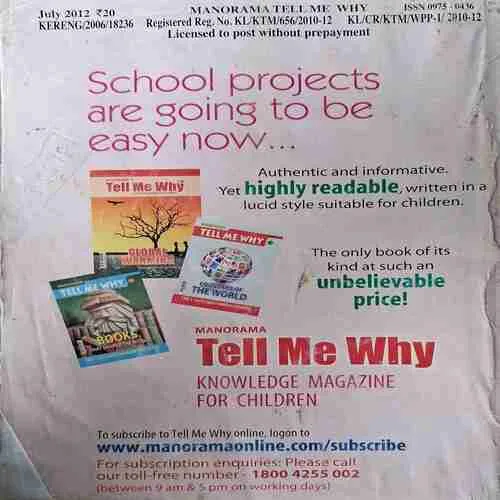 July 2012 ₹20 MANORAMA TELL ME WHY ISSN 0975 - 0436
KERENG/2006/18236 Registered Reg. No. KL/KTM/656/2010-12 KL/CR/KTM/WPP-1/ 2010-12
Licensed to post without prepayment
School projects
are going to be
easy now...
Authentic and informative.
Yet highly readable, written in a
lucid style suitable for children.
Tell Me Why
GLOBAL
WARMING
TELL ME WHY
COUNTRIES OF
THE WORLD
The only book of its
kind at such an
unbelievable
price!
TELL ME WHY
BOOKS
MANORAMA
Tell Me Why
KNOWLEDGE MAGAZINE
FOR CHILDREN
To subscribe to Tell Me Why online, logon to
www.manoramaonline.com/subscribe
For subscription enquiries: Please call
our toll-free number - 1800 4255 002
(between 9 am & 5 pm on working days)